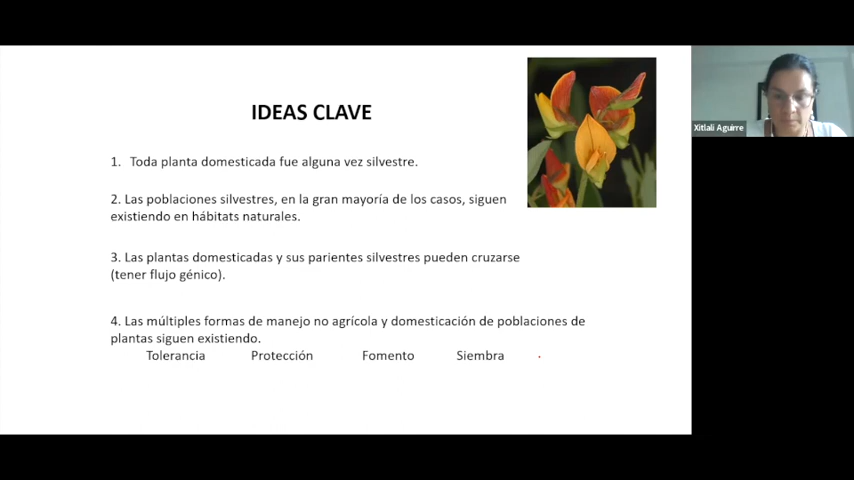 IDEAS CLAVE
1. Toda planta domesticada fue alguna vez silvestre.
2. Las poblaciones silvestres, en la gran mayoría de los casos, siguen
existiendo en hábitats naturales.
3. Las plantas domesticadas y sus parientes silvestres pueden cruzarse
(tener flujo génico).
4. Las múltiples formas de manejo no agrícola y domesticación de poblaciones de
plantas siguen existiendo.
Tolerancia Protección Fomento Siembra
Xitlali Aguirre